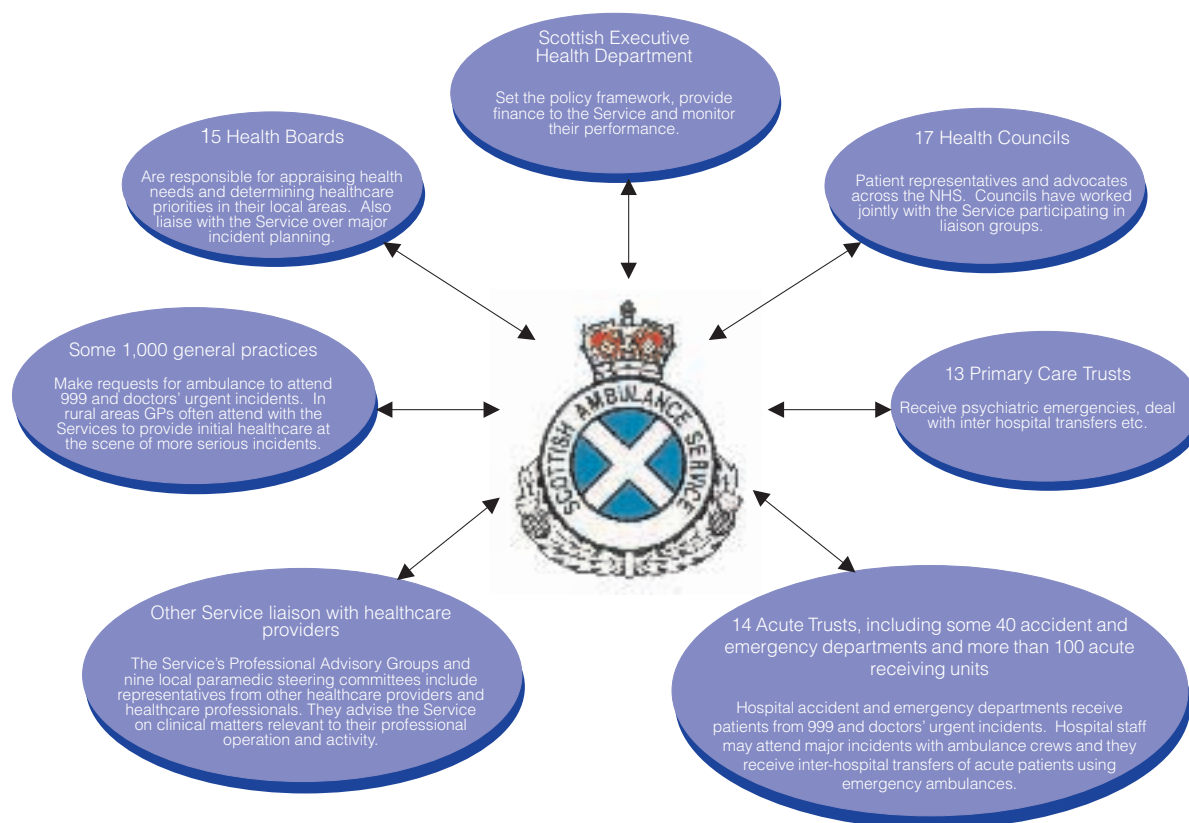 Scottish Executive
Health Department
Set the policy framework, provide
finance to the Service and monitor
their performance.
15 Health Boards
Are responsible for appraising health
needs and determining healthcare
priorities in their local areas.  Also
liaise with the Service over major
incident planning.
17 Health Councils
Patient representatives and advocates
across the NHS.  Councils have worked
jointly with the Service participating in
liaison groups.
Some 1,000 general practices
Make requests for ambulance to attend
999 and doctors' urgent incidents.  In
rural areas GPs often attend with the
Services to provide initial healthcare at
the scene of more serious incidents.
SCOTTISH AMBULANCE SERVICE
13 Primary Care Trusts
Receive psychiatric emergencies, deal
with inter hospital transfers etc.
Other Service liaison with healthcare
providers
The Service's Professional Advisory Groups and
nine local paramedic steering committees include
representatives from other healthcare providers and
healthcare professionals. They advise the Service
on clinical matters relevant to their professional
operation and activity.
14 Acute Trusts, including some 40 accident and
emergency departments and more than 100 acute
receiving units
Hospital accident and emergency departments receive
patients from 999 and doctors' urgent incidents.  Hospital staff
may attend major incidents with ambulance crews and they
receive inter-hospital transfers of acute patients using
emergency ambulances.